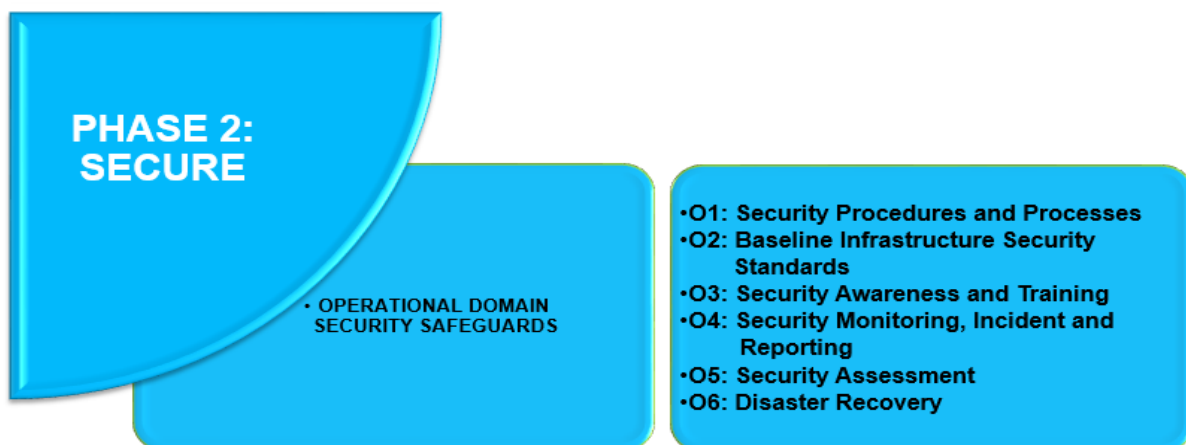 PHASE 2:
SECURE
• OPERATIONAL DOMAIN
SECURITY SAFEGUARDS
•O1: Security Procedures and Processes
•O2: Baseline Infrastructure Security
Standards
•O3: Security Awareness and Training
•O4: Security Monitoring, Incident and
Reporting
•O5: Security Assessment
•O6: Disaster Recovery